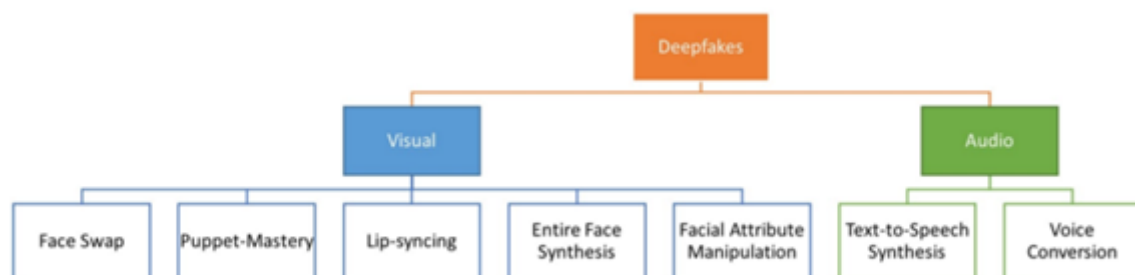 Deepfakes
Visual
Audio
Face Swap
Puppet-Mastery
Lip-syncing
Entire Face
Synthesis
Facial Attribute
Manipulation
Text-to-Speech
Synthesis
Voice
Conversion